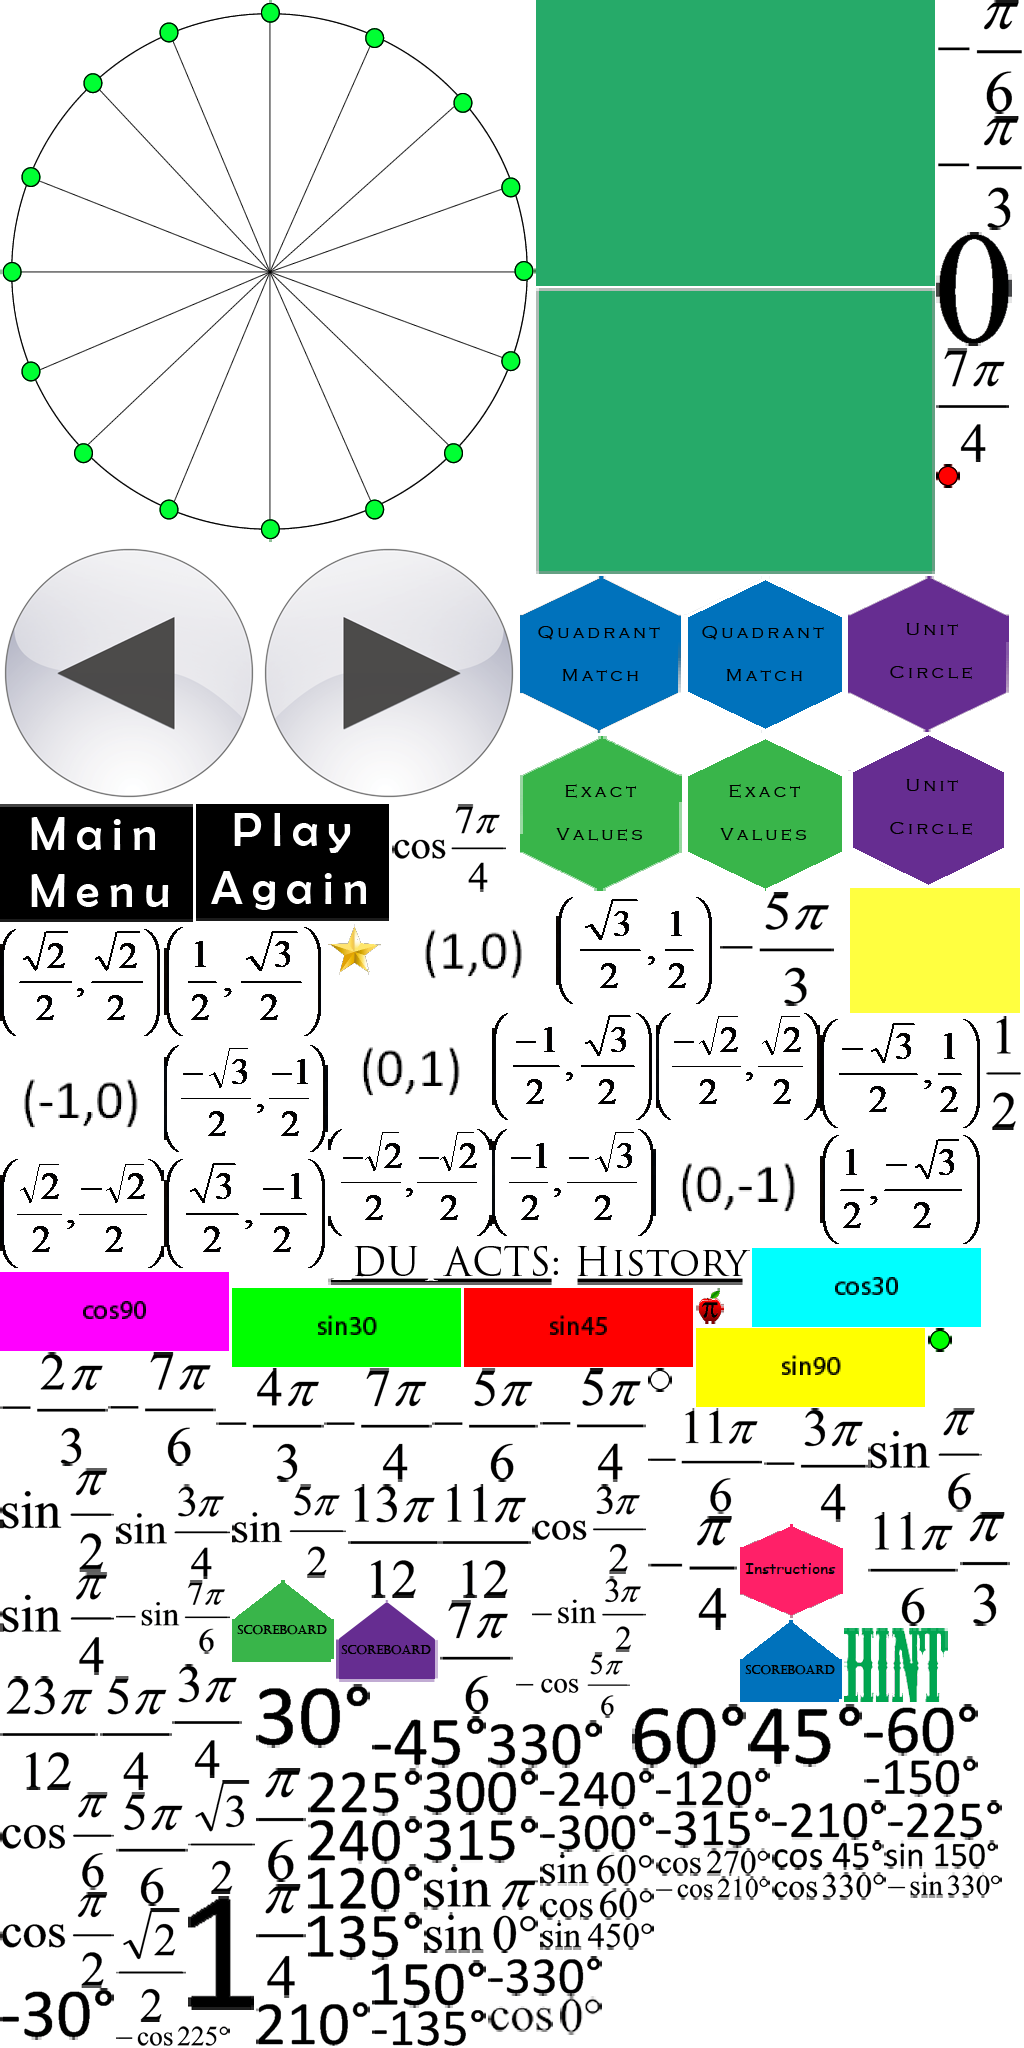 -π/6
-π/3
0
7π/4
QUADRANT MATCH
QUADRANT MATCH
UNIT CIRCLE
EXACT VALUES
EXACT VALUES
UNIT CIRCLE
Main Menu
Play Again
cos 7π/4
(√2/2, √2/2)
(1/2, √3/2)
(1,0)
(√3/2, 1/2)
-5π/3
(-1,0)
(-√3/2, -1/2)
(0,1)
(-1/2, √3/2)
(-√2/2, √2/2)
(-√3/2, 1/2)
1/2
(√2/2, -√2/2)
(√3/2, -1/2)
(-√2/2, -√2/2)
(-1/2, -√3/2)
(0,-1)
(1/2, -√3/2)
DU ACTS: HISTORY
cos90
sin30
sin45
π
cos30
sin90
-2π/3
-7π/6
-4π/3
-7π/4
-5π/6
-5π/4
-11π/6
-3π/4
sin π/6
sin π/2
sin 3π/4
sin 5π/2
13π/12
11π/12
cos 3π/2
-π/4
Instructions
11π/6
π/3
sin π/4
-sin 7π/6
SCOREBOARD
SCOREBOARD
7π/6
-sin 3π/2
-cos 5π/6
SCOREBOARD
HINT
23π/12
5π/4
3π/4
30°
-45°
330°
60°
45°
-60°
cos π/6
5π/6
√3/2
π/6
225°
300°
-240°
-120°
-150°
240°
315°
-300°
-315°
-210°
-225°
120°
sin π
sin 60°
cos 270°
cos 45°
sin 150°
cos 60°
-cos 210°
cos 330°
-sin 330°
cos π/2
√2/2
1
π/4
135°
sin 0°
sin 450°
150°
-330°
-30°
-cos 225°
210°
-135°
cos 0°